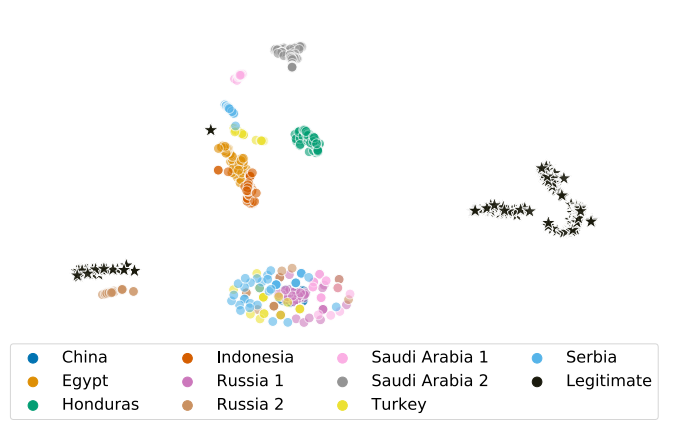 China Indonesia Saudi Arabia 1 Serbia
Egypt Russia 1 Saudi Arabia 2 Legitimate
Honduras Russia 2 Turkey